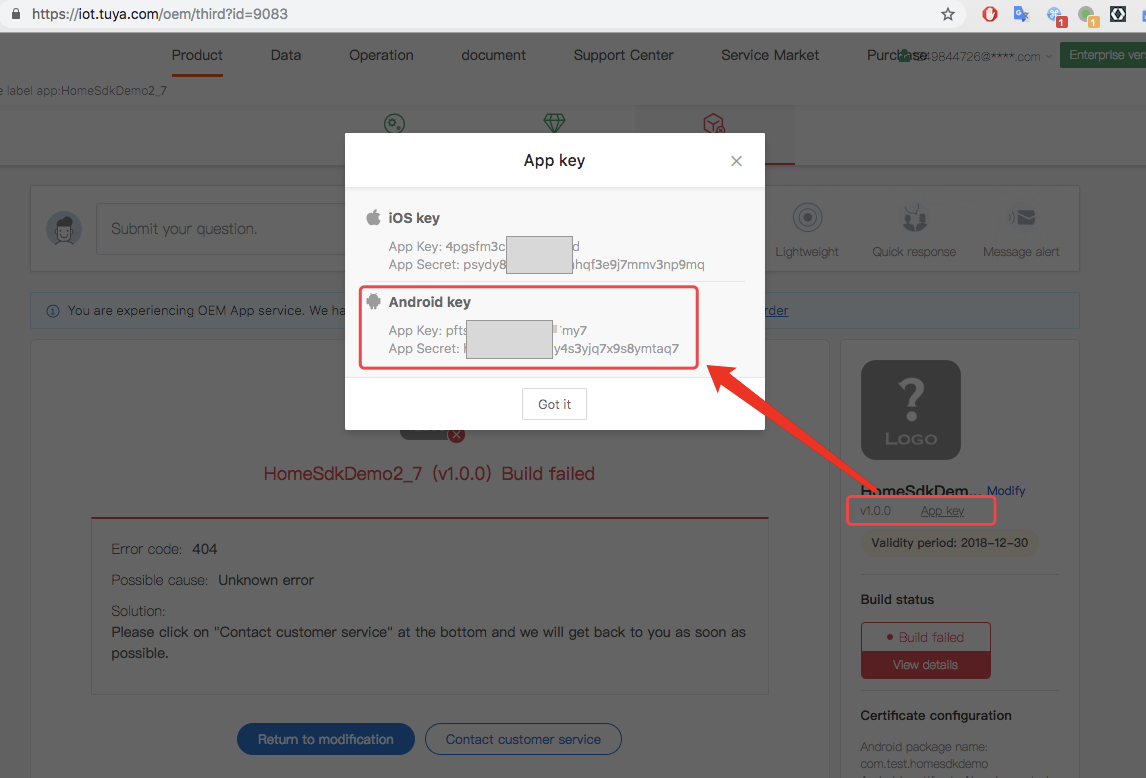 https://iot.tuya.com/oem/third?id=9083
1
1
Product Data Operation document Support Center Service Market Purchase 849844726@****.com Enterprise ver
e label app:HomeSdkDemo2_7
App key
iOS key
App Key: 4pgsfm3c d
App Secret: psydy8 hqf3e9j7mmv3np9mq
Android key
App Key: pfts my7
App Secret: y4s3yjq7x9s8ymtaq7
Got it
Submit your question.
Lightweight Quick response Message alert
You are experiencing OEM App service. We ha rder
HomeSdkDemo2_7 (v1.0.0) Build failed
Error code: 404
Possible cause: Unknown error
Solution:
Please click on "Contact customer service" at the bottom and we will get back to you as soon as
possible.
Return to modification Contact customer service
?
LOGO
HomeSdkDem... Modify
v1.0.0 App key
Validity period: 2018-12-30
Build status
Build failed
View details
Certificate configuration
Android package name:
com.test.homesdkdemo